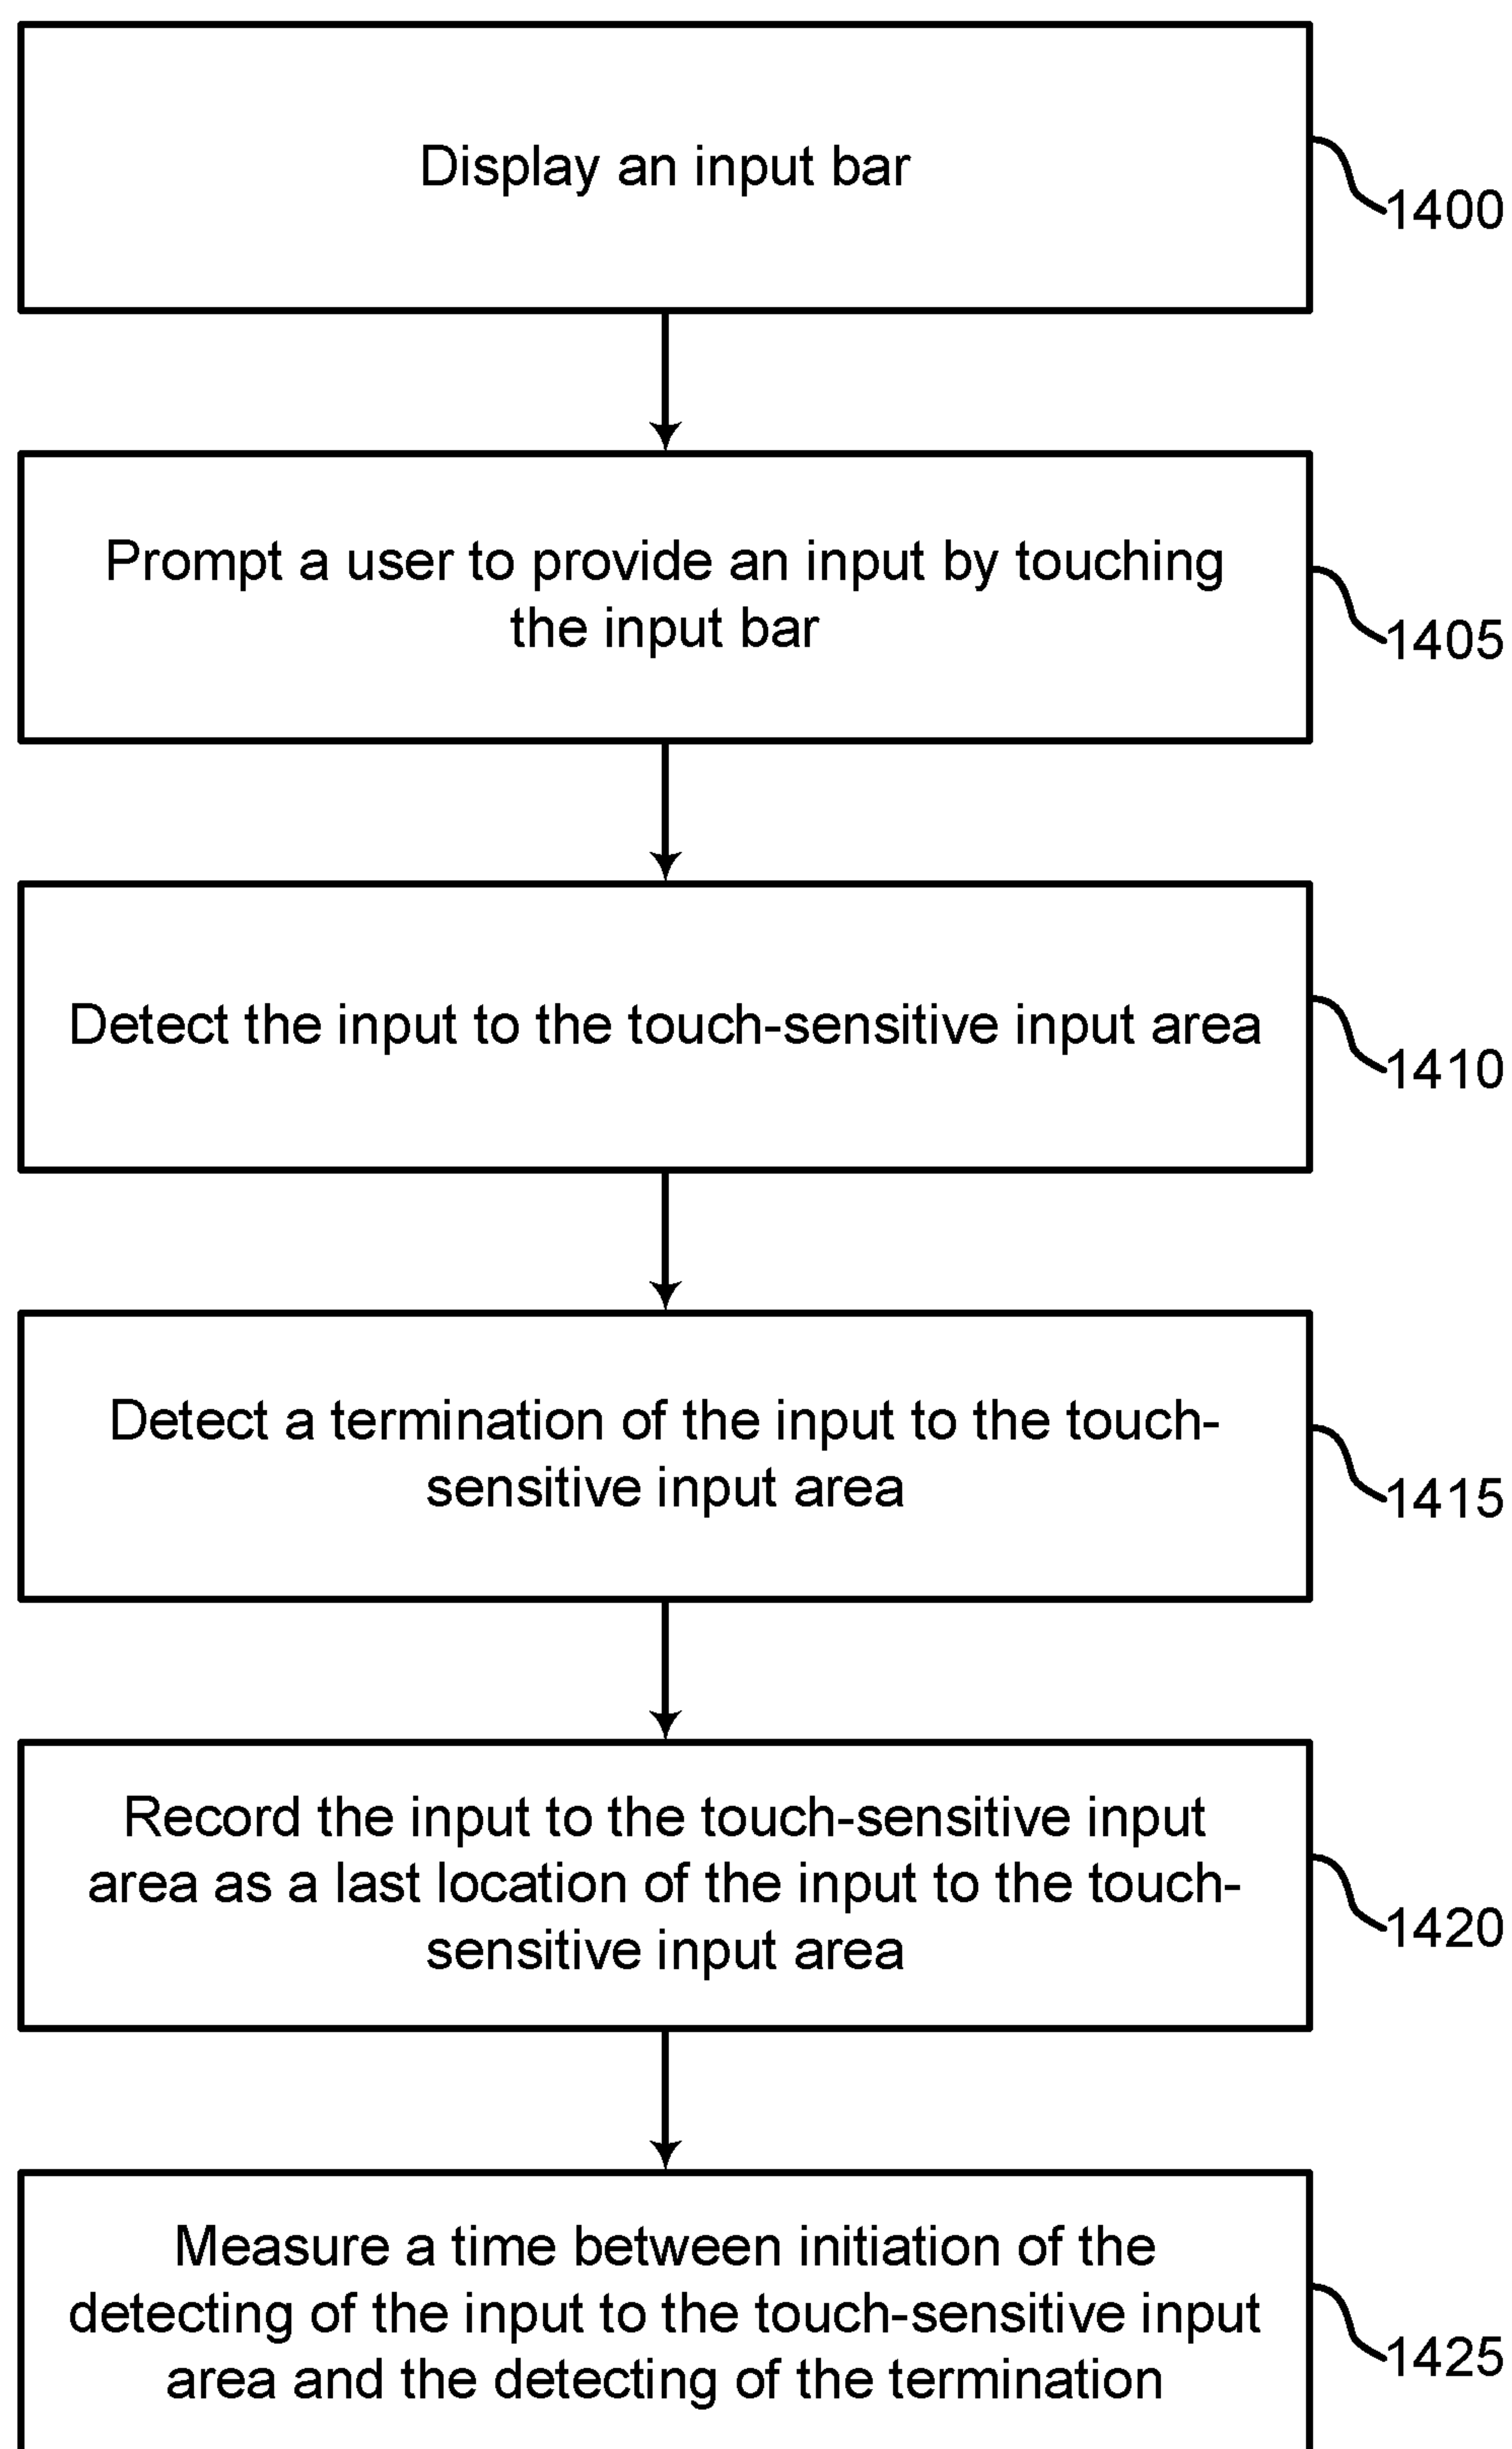 Display an input bar
1400
Prompt a user to provide an input by touching
the input bar
1405
Detect the input to the touch-sensitive input area
1410
Detect a termination of the input to the touch-
sensitive input area
1415
Record the input to the touch-sensitive input
area as a last location of the input to the touch-
sensitive input area
1420
Measure a time between initiation of the
detecting of the input to the touch-sensitive input
area and the detecting of the termination
1425